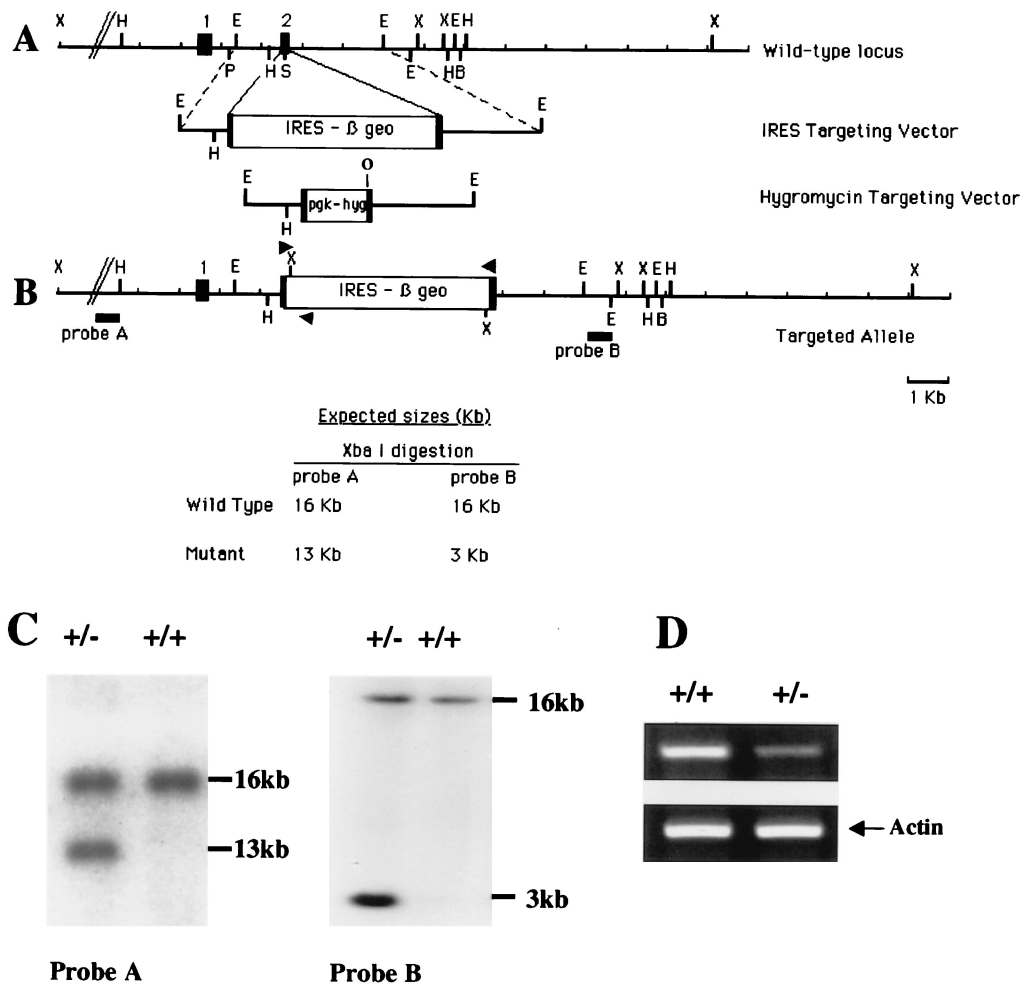 A
X H 1 E 2 E X X E H X
P H S E H B
Wild-type locus
E E
IRES - β geo
H
IRES Targeting Vector
O
E E
pgk-hyg
H
Hygromycin Targeting Vector
B
X H 1 E X E X X E H X
IRES - β geo
H X E H B
probe A
probe B
Targeted Allele
1 Kb
Expected sizes (Kb)
Xba I digestion
probe A probe B
Wild Type 16 Kb 16 Kb
Mutant 13 Kb 3 Kb
C
+/- +/+
16kb
13kb
Probe A
+/- +/+
16kb
3kb
Probe B
D
+/+ +/-
Actin